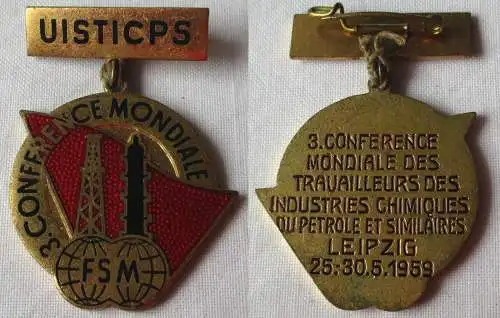 UISTICPS
3. CONFERENCE MONDIALE
FSM
3. CONFERENCE
MONDIALE DES
TRAVAILLEURS DES
INDUSTRIES CHIMIQUES
DU PETROLE ET SIMILAIRES
LEIPZIG
25.-30.5.1959